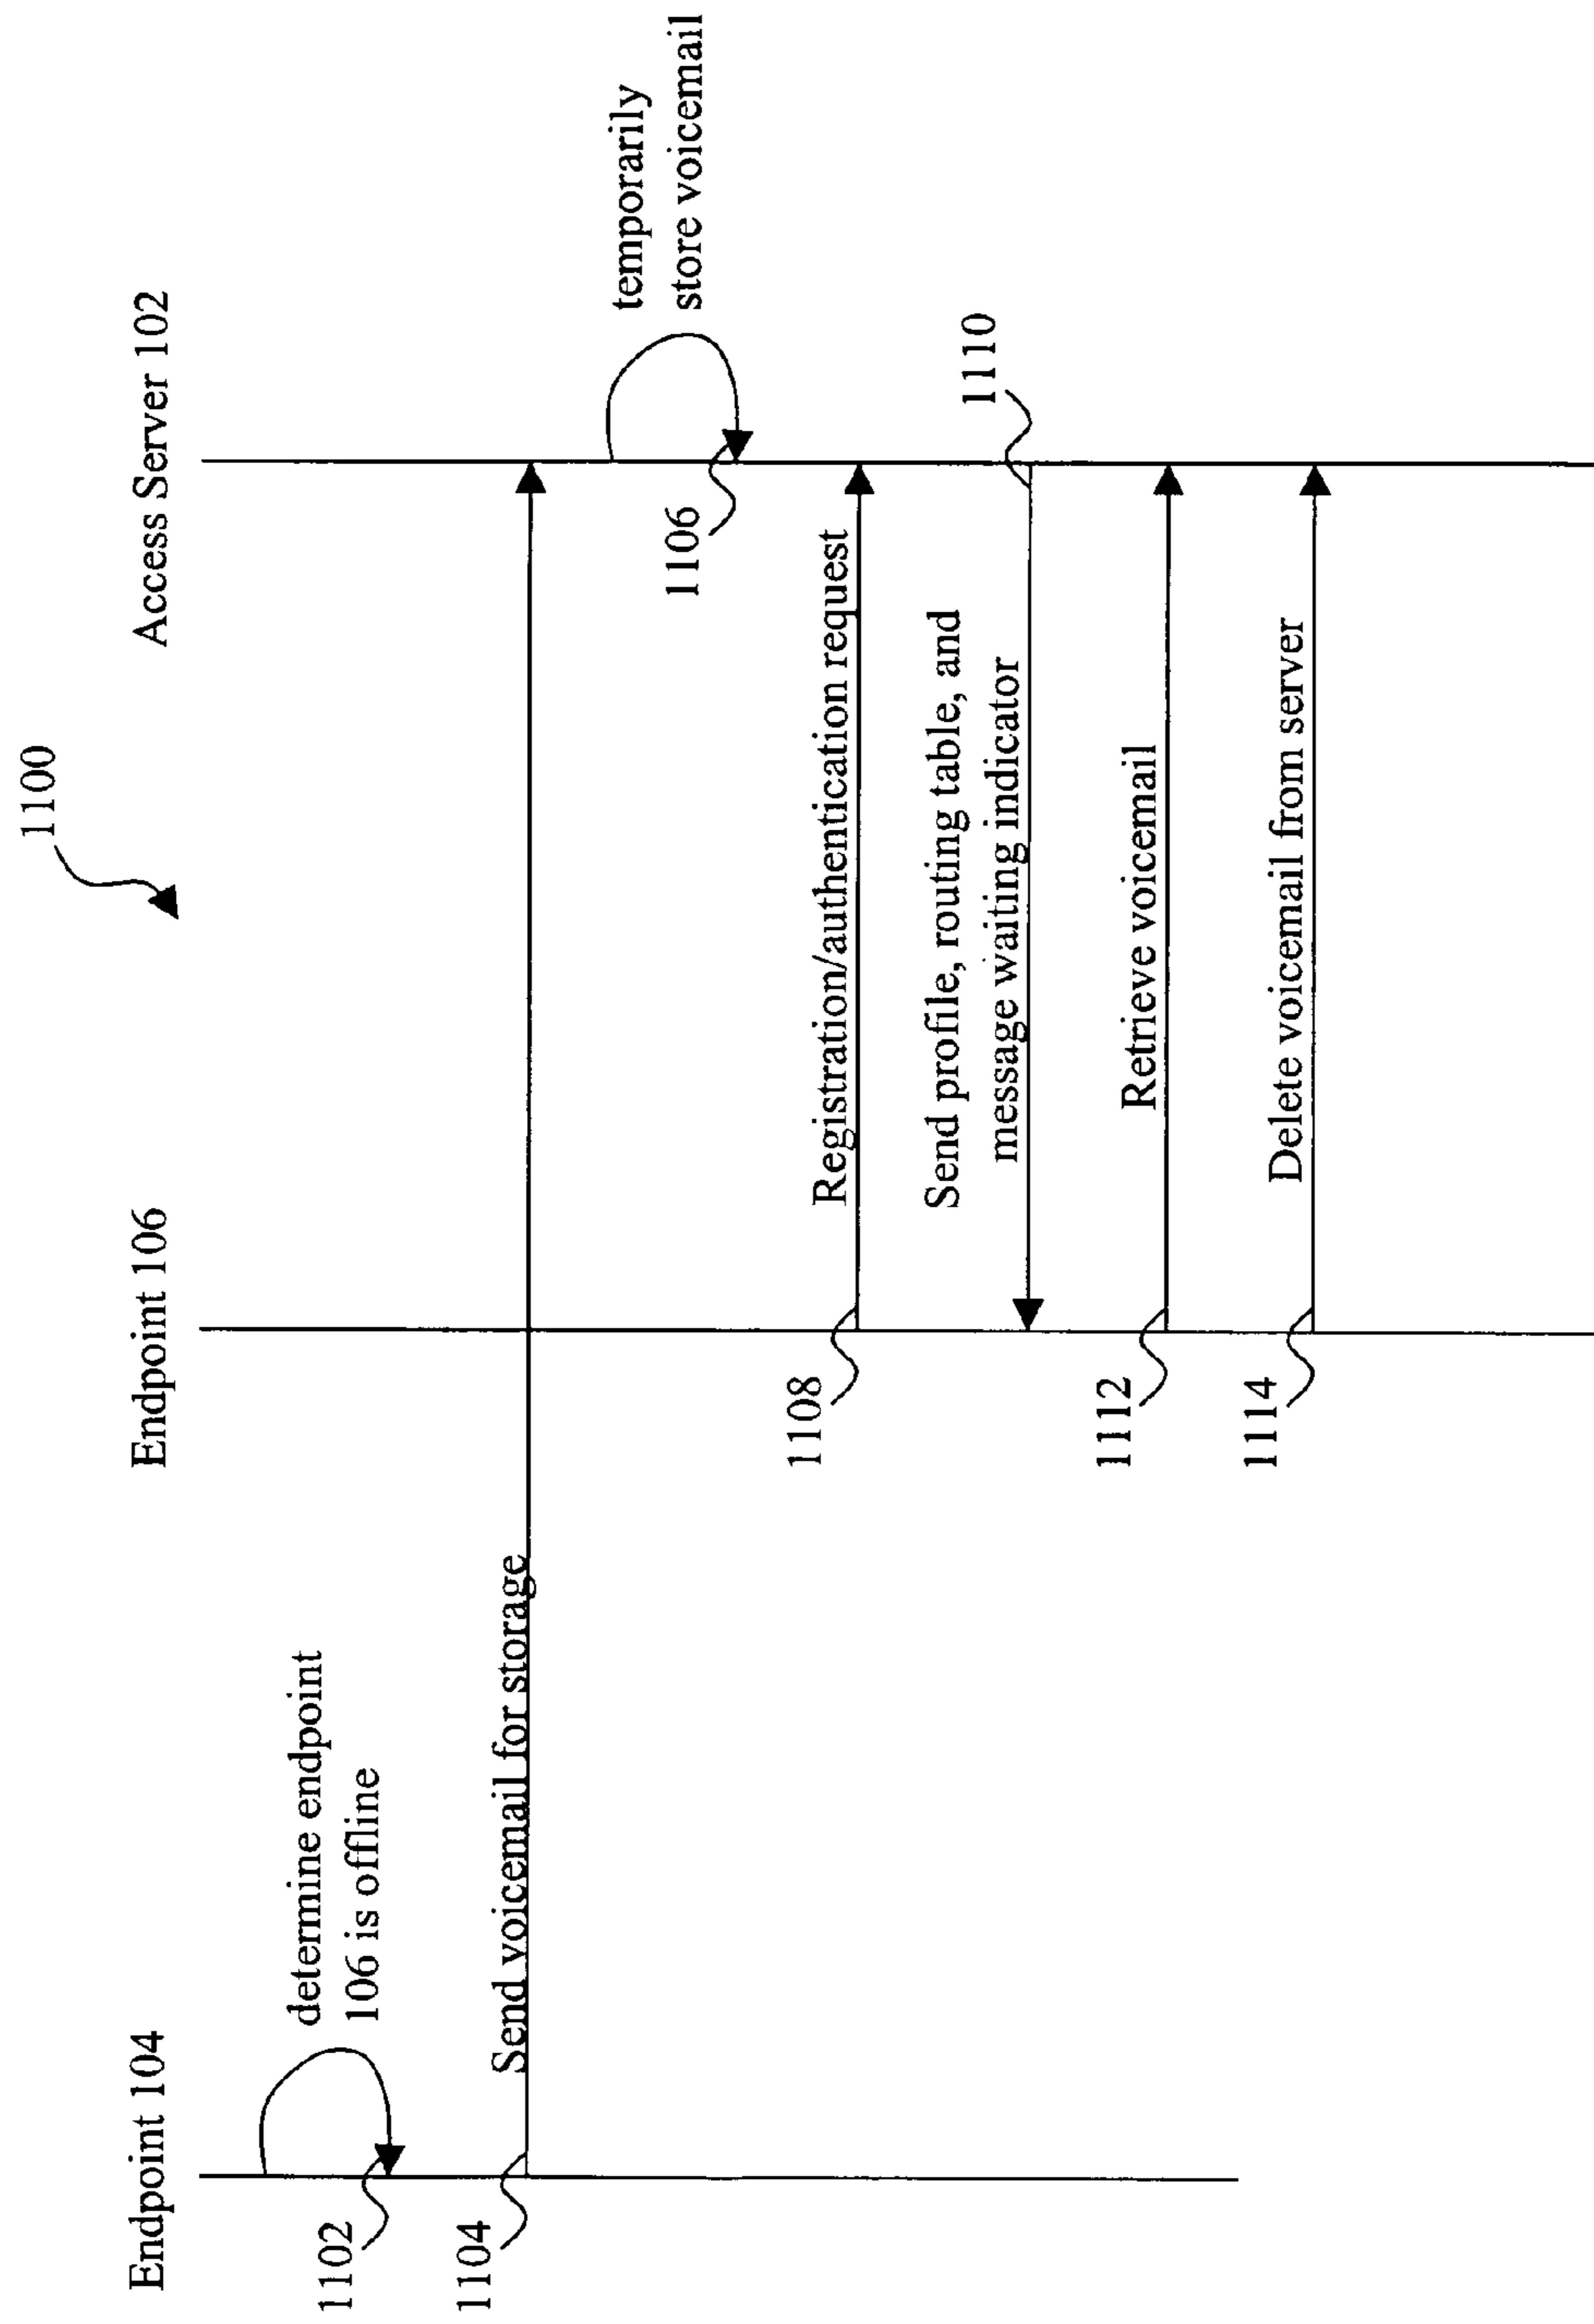 1100
Endpoint 104
Endpoint 106
Access Server 102
determine endpoint
106 is offline
1102
Send voicemail for storage
1104
temporarily
store voicemail
1106
Registration/authentication request
1108
Send profile, routing table, and
message waiting indicator
1110
Retrieve voicemail
1112
Delete voicemail from server
1114